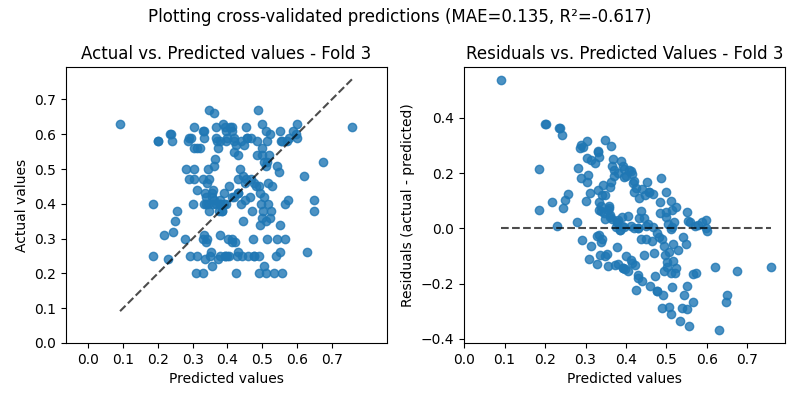 Plotting cross-validated predictions (MAE=0.135, R²=-0.617)
Actual vs. Predicted values - Fold 3
Actual values
0.7
0.6
0.5
0.4
0.3
0.2
0.1
0.0
0.0 0.1 0.2 0.3 0.4 0.5 0.6 0.7
Predicted values
Residuals vs. Predicted Values - Fold 3
Residuals (actual - predicted)
0.4
0.2
0.0
−0.2
−0.4
0.0 0.1 0.2 0.3 0.4 0.5 0.6 0.7
Predicted values